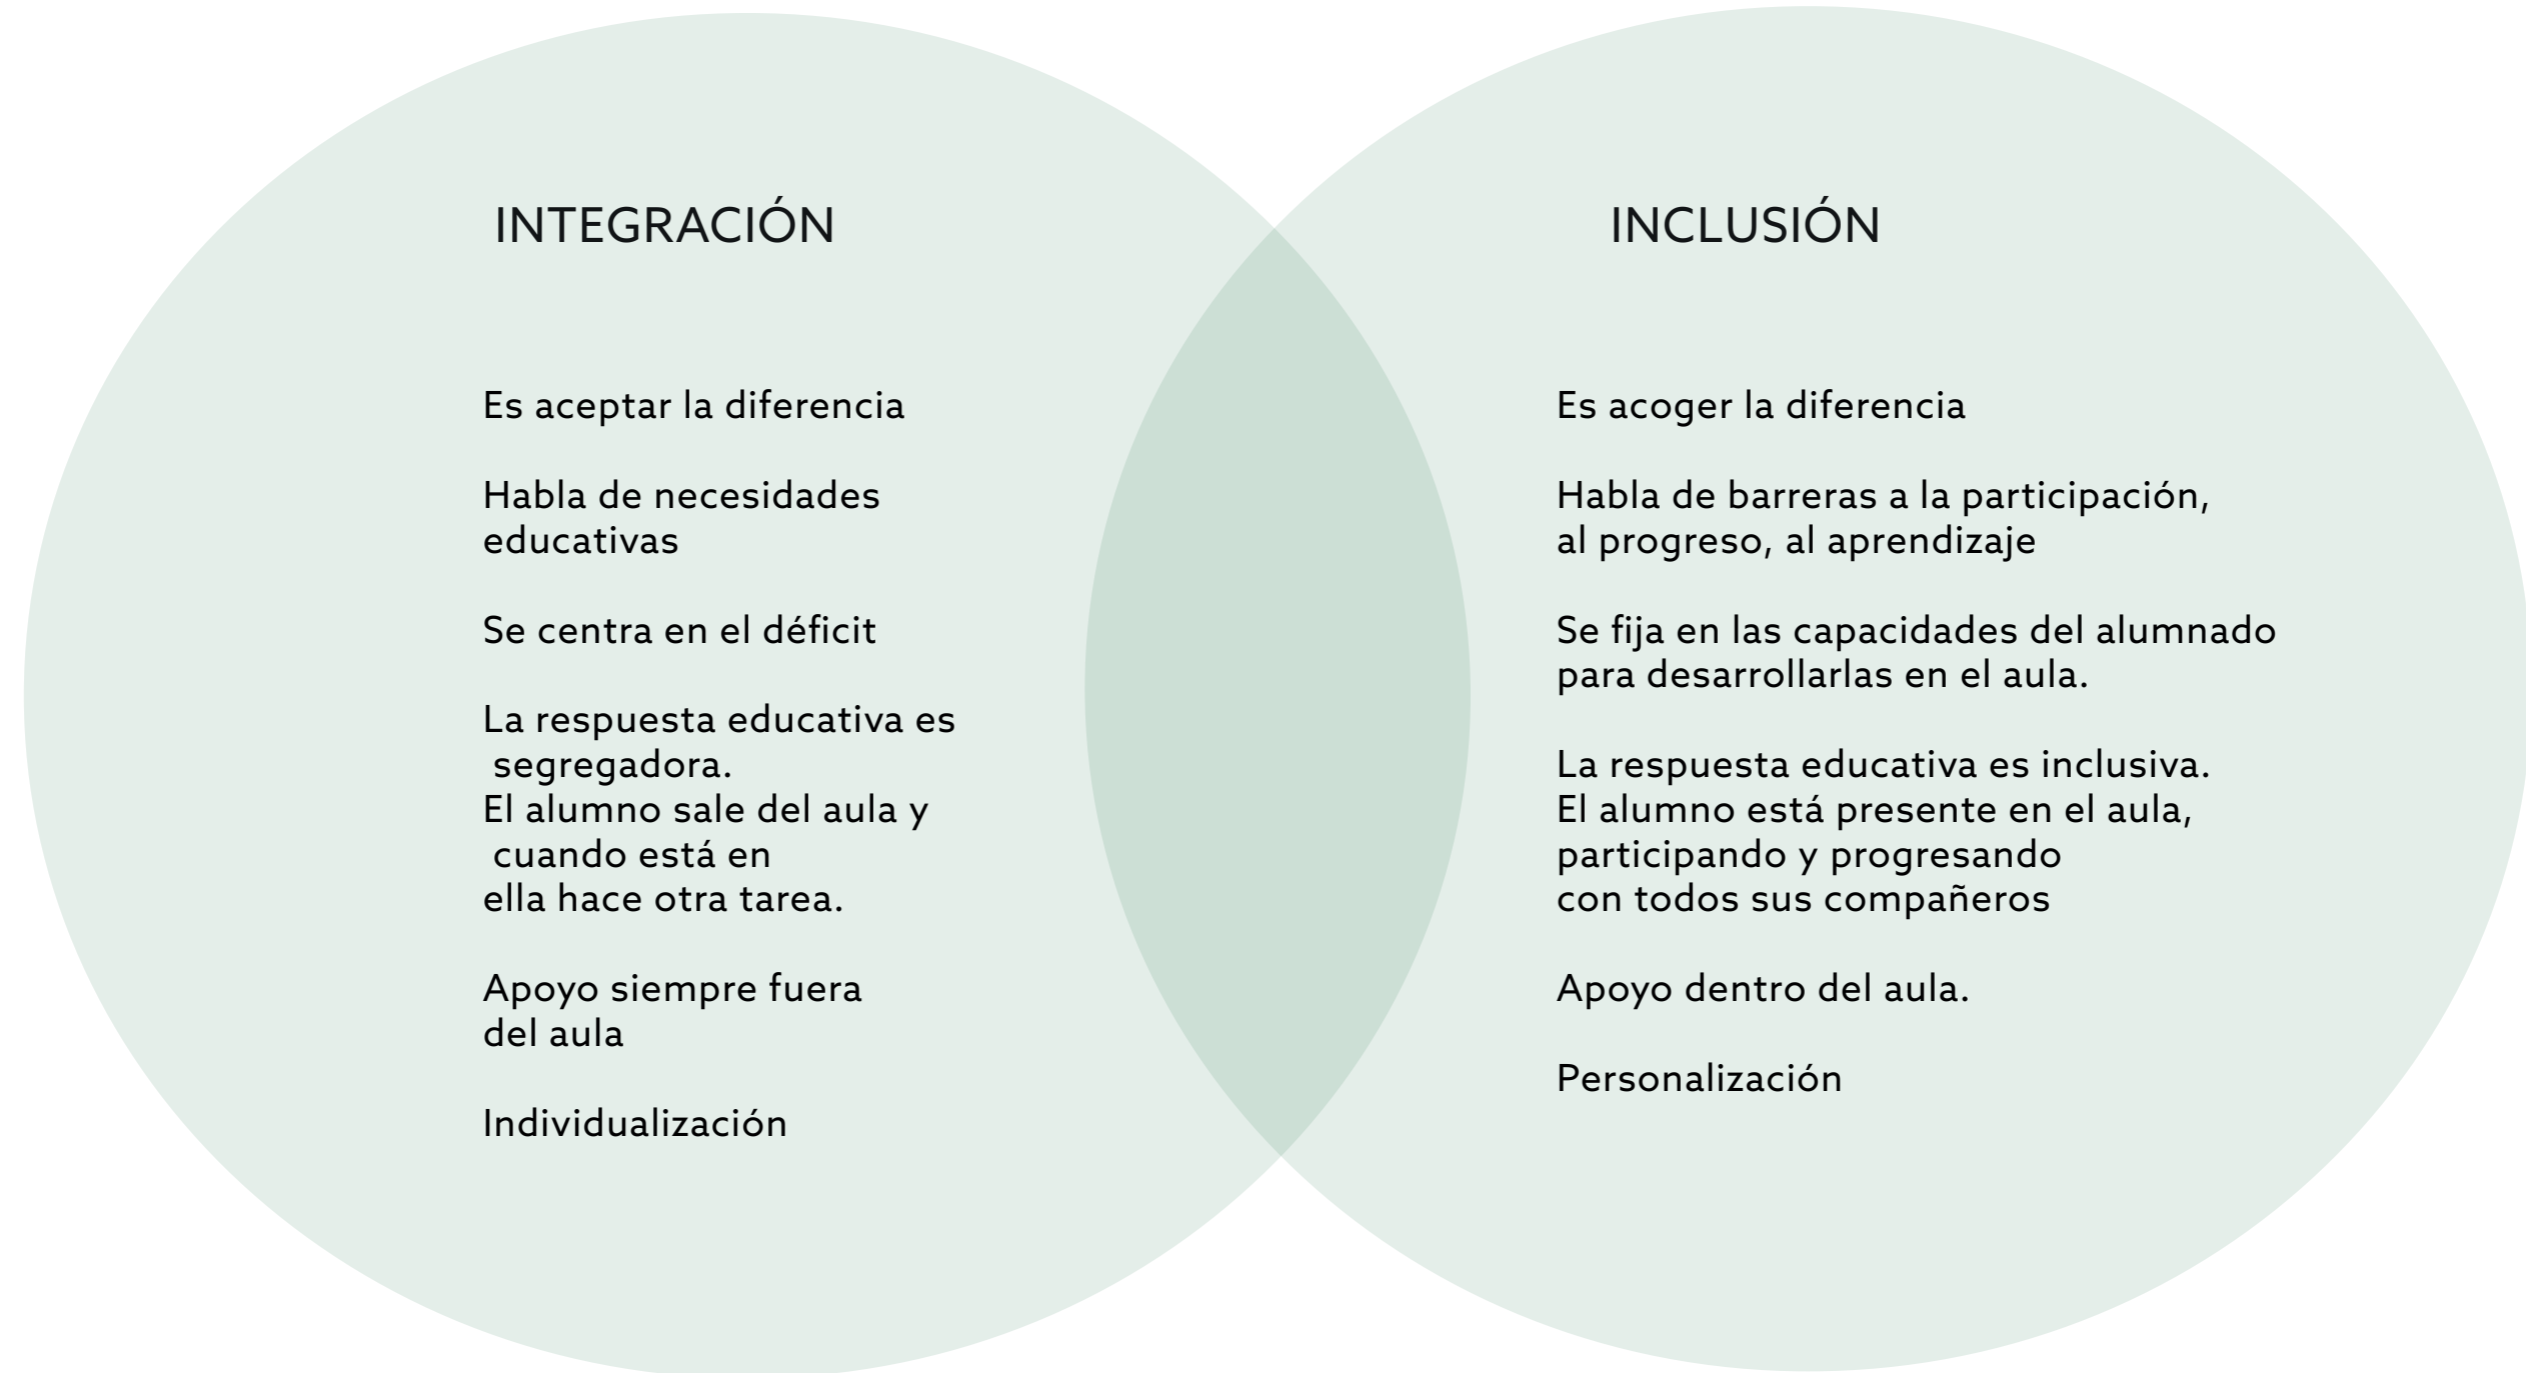 INTEGRACIÓN
Es aceptar la diferencia
Habla de necesidades
educativas
Se centra en el déficit
La respuesta educativa es
segregadora.
El alumno sale del aula y
cuando está en
ella hace otra tarea.
Apoyo siempre fuera
del aula
Individualización
INCLUSIÓN
Es acoger la diferencia
Habla de barreras a la participación,
al progreso, al aprendizaje
Se fija en las capacidades del alumnado
para desarrollarlas en el aula.
La respuesta educativa es inclusiva.
El alumno está presente en el aula,
participando y progresando
con todos sus compañeros
Apoyo dentro del aula.
Personalización